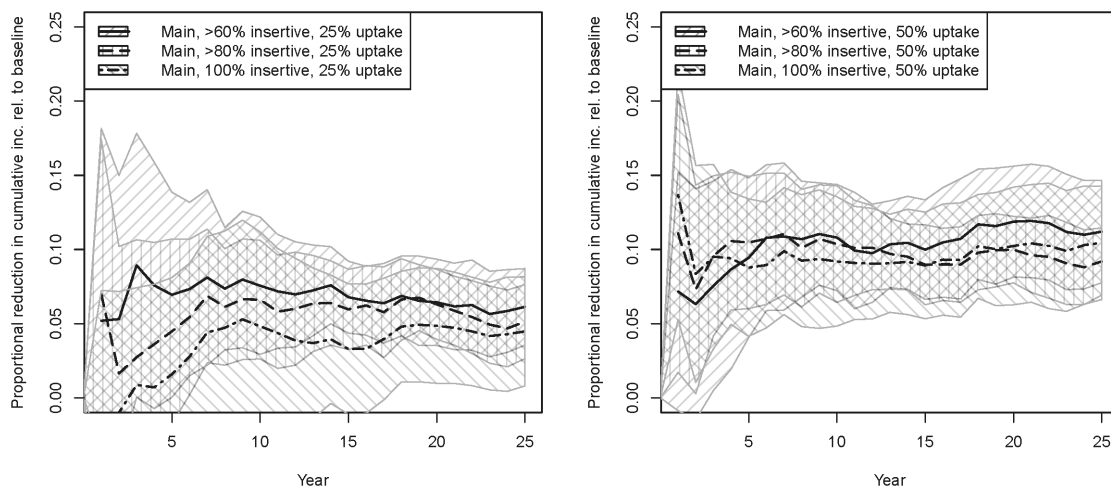 Proportional reduction in cumulative inc. rel. to baseline
0.25
0.20
0.15
0.10
0.05
0.00
Main, >60% insertive, 25% uptake
Main, >80% insertive, 25% uptake
Main, 100% insertive, 25% uptake
5 10 15 20 25
Year
Proportional reduction in cumulative inc. rel. to baseline
0.25
0.20
0.15
0.10
0.05
0.00
Main, >60% insertive, 50% uptake
Main, >80% insertive, 50% uptake
Main, 100% insertive, 50% uptake
5 10 15 20 25
Year